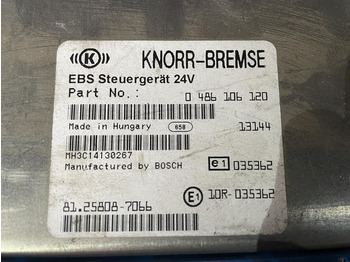 ((K)) KNORR-BREMSE
EBS Steuergerät 24V
Part No.: 0 486 106 120
Made in Hungary 658 13144
MH3C14130267
Manufactured by BOSCH e1 035362
E1 10R-035362
81.25808-7066